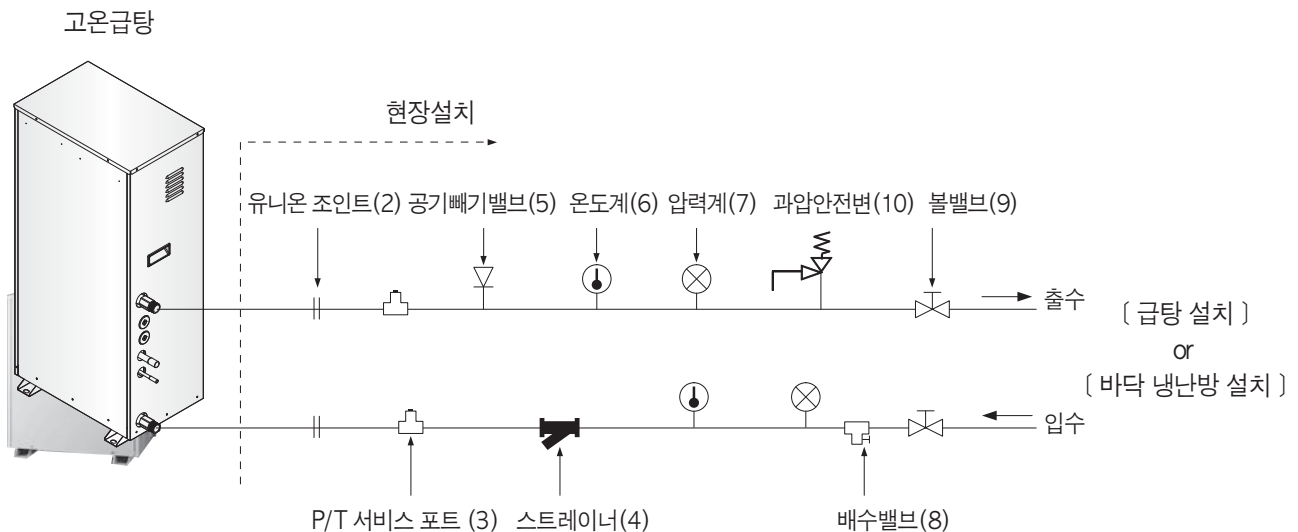 고온급탕
현장설치
유니온 조인트(2) 공기빼기밸브(5) 온도계(6) 압력계(7) 과압안전변(10) 볼밸브(9)
출수
〔 급탕 설치 〕
or
〔 바닥 냉난방 설치 〕
입수
P/T 서비스 포트 (3) 스트레이너(4) 배수밸브(8)